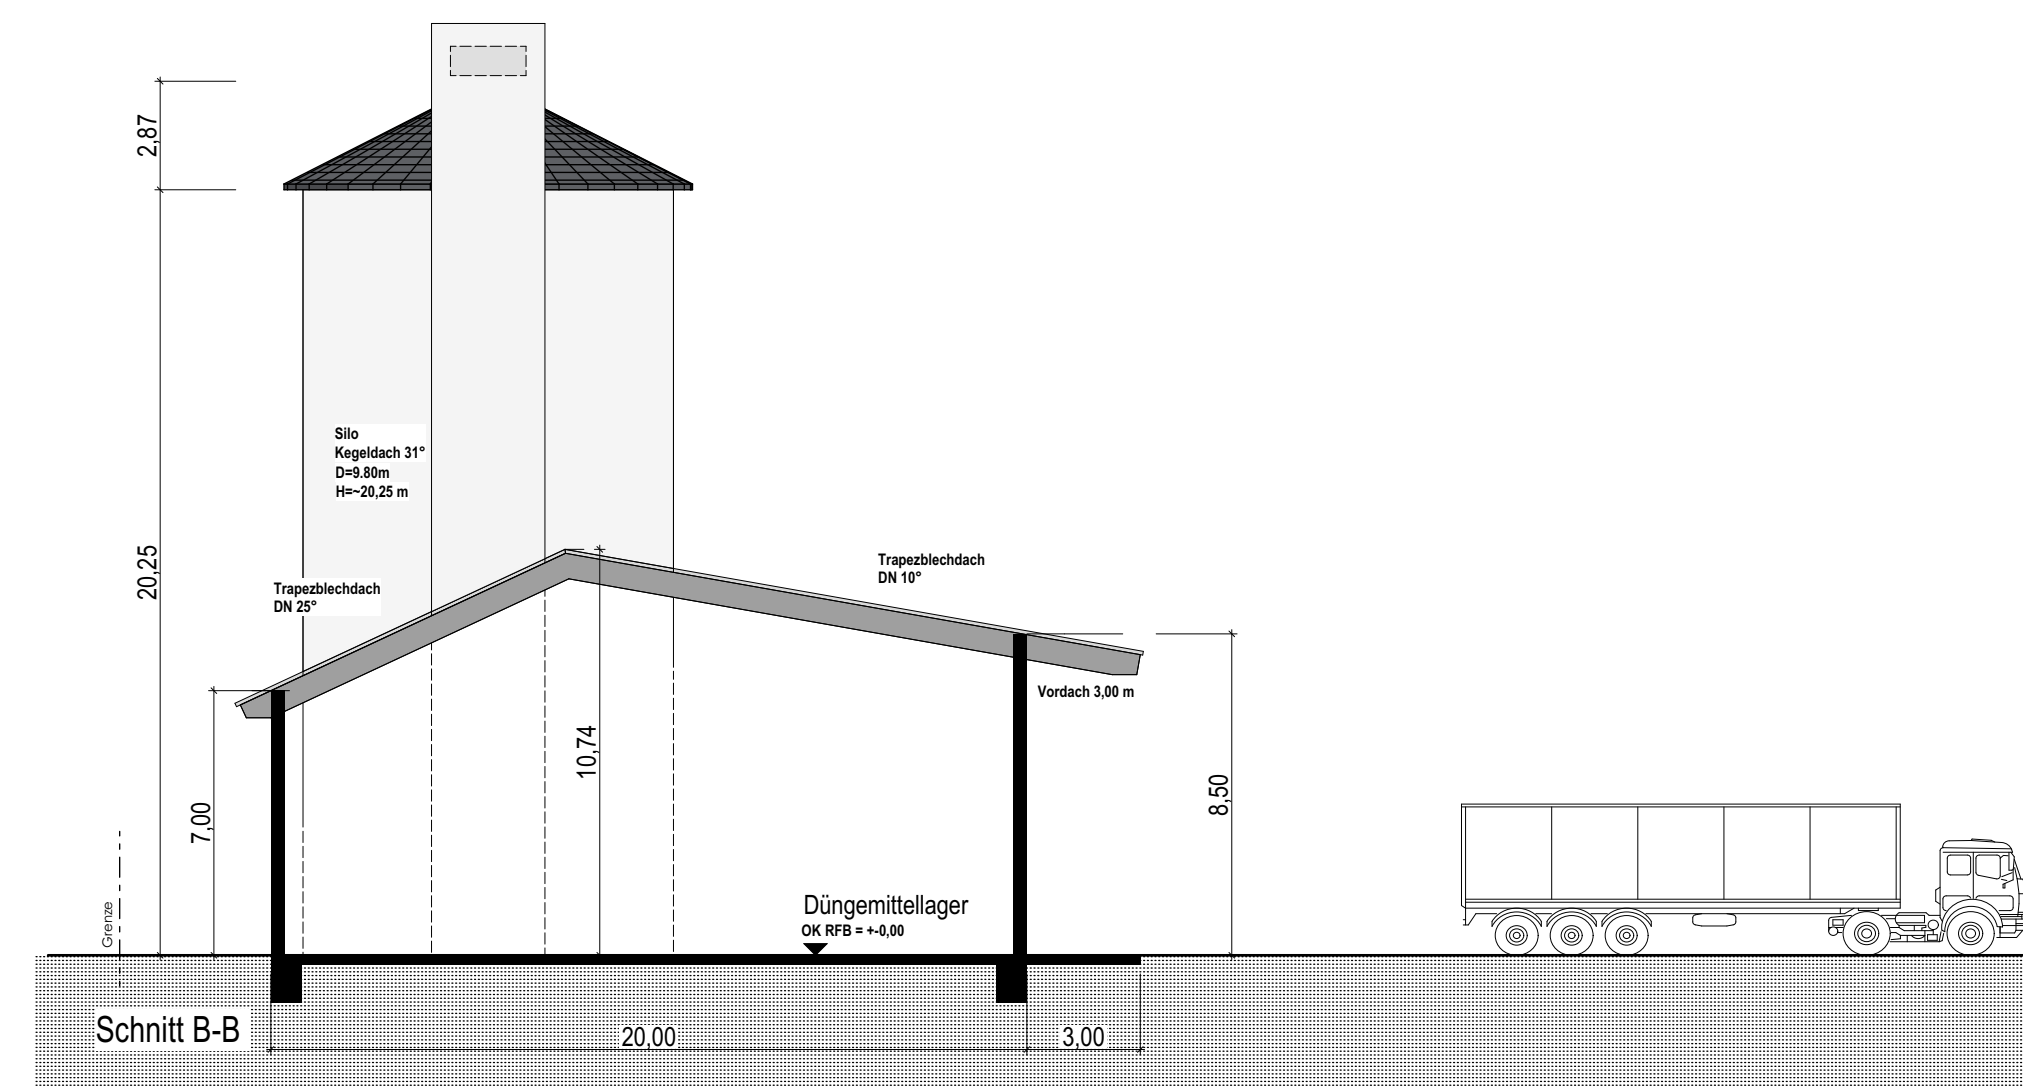 2,87
Silo
Kegeldach 31°
D=9.80m
H=~20,25 m
20,25
Trapezblechdach
DN 25°
Trapezblechdach
DN 10°
Vordach 3,00 m
10,74
7,00
8,50
Düngemittellager
OK RFB = +-0,00
Grenze
Schnitt B-B
20,00
3,00